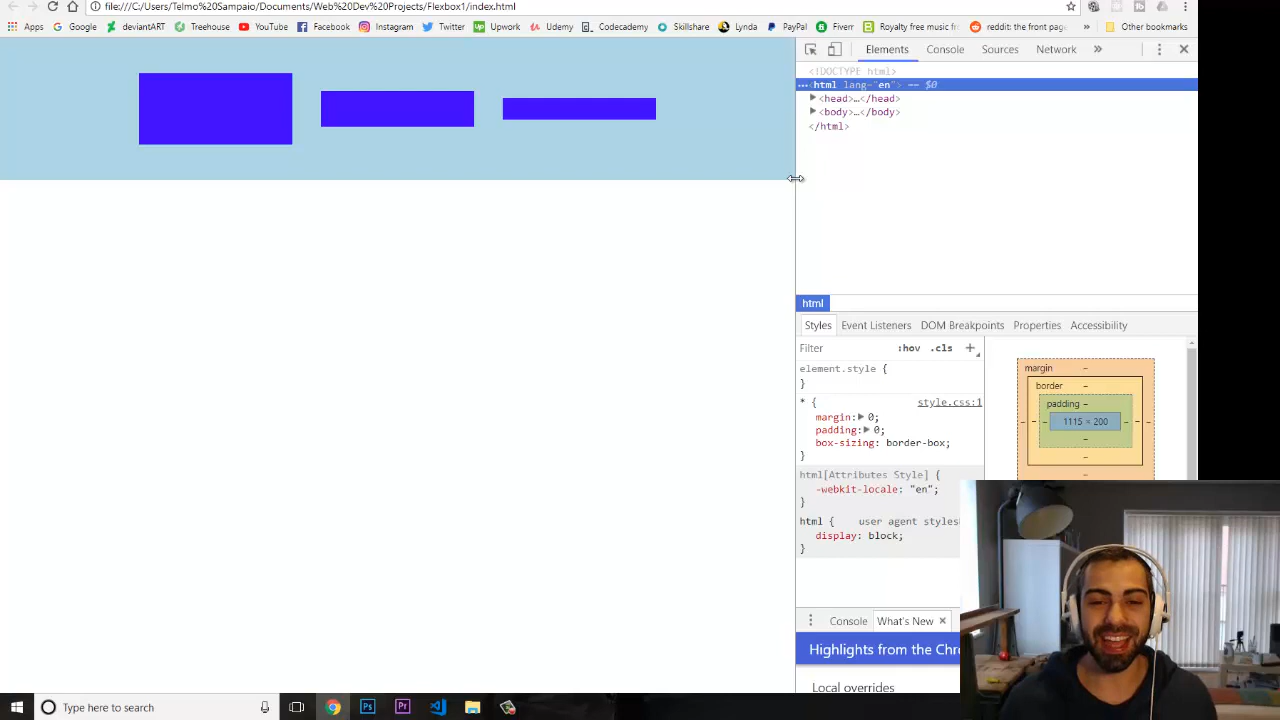 file:///C:/Users/Telmo%20Sampaio/Documents/Web%20Dev%20Projects/Flexbox1/index.html
Apps Google deviantART Treehouse YouTube Facebook Instagram Twitter Upwork Udemy Codecademy Skillshare Lynda PayPal Fiverr Royalty free music fr reddit: the front page » Other bookmarks
Elements Console Sources Network »
<!DOCTYPE html>
…<html lang="en"> == $0
<head>…</head>
<body>…</body>
</html>
html
Styles Event Listeners DOM Breakpoints Properties Accessibility
Filter :hov .cls +
element.style {
}
* { style.css:1
margin: 0;
padding: 0;
box-sizing: border-box;
}
html[Attributes Style] {
-webkit-locale: "en";
}
html { user agent styles
display: block;
}
margin –
border –
padding –
– – – 1115 × 200 – – –
–
–
–
Console What's New ×
Highlights from the Chro
Local overrides
Type here to search